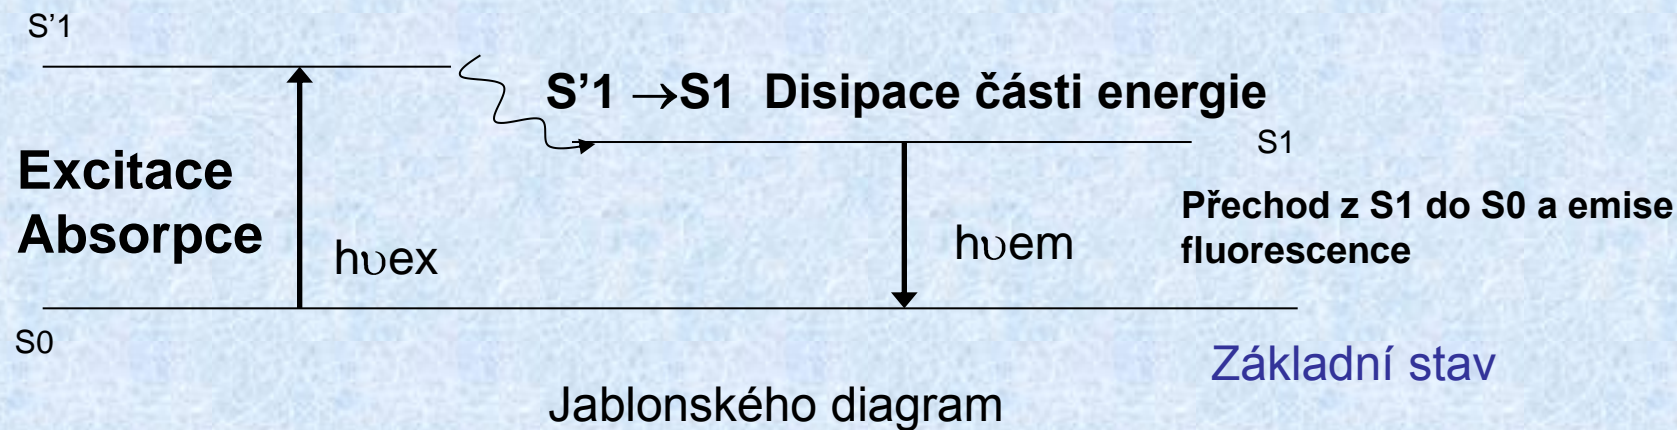 S’1
S’1 →S1 Disipace části energie
S1
Excitace
Absorpce
hυex
hυem
Přechod z S1 do S0 a emise
fluorescence
S0
Základní stav
Jablonského diagram